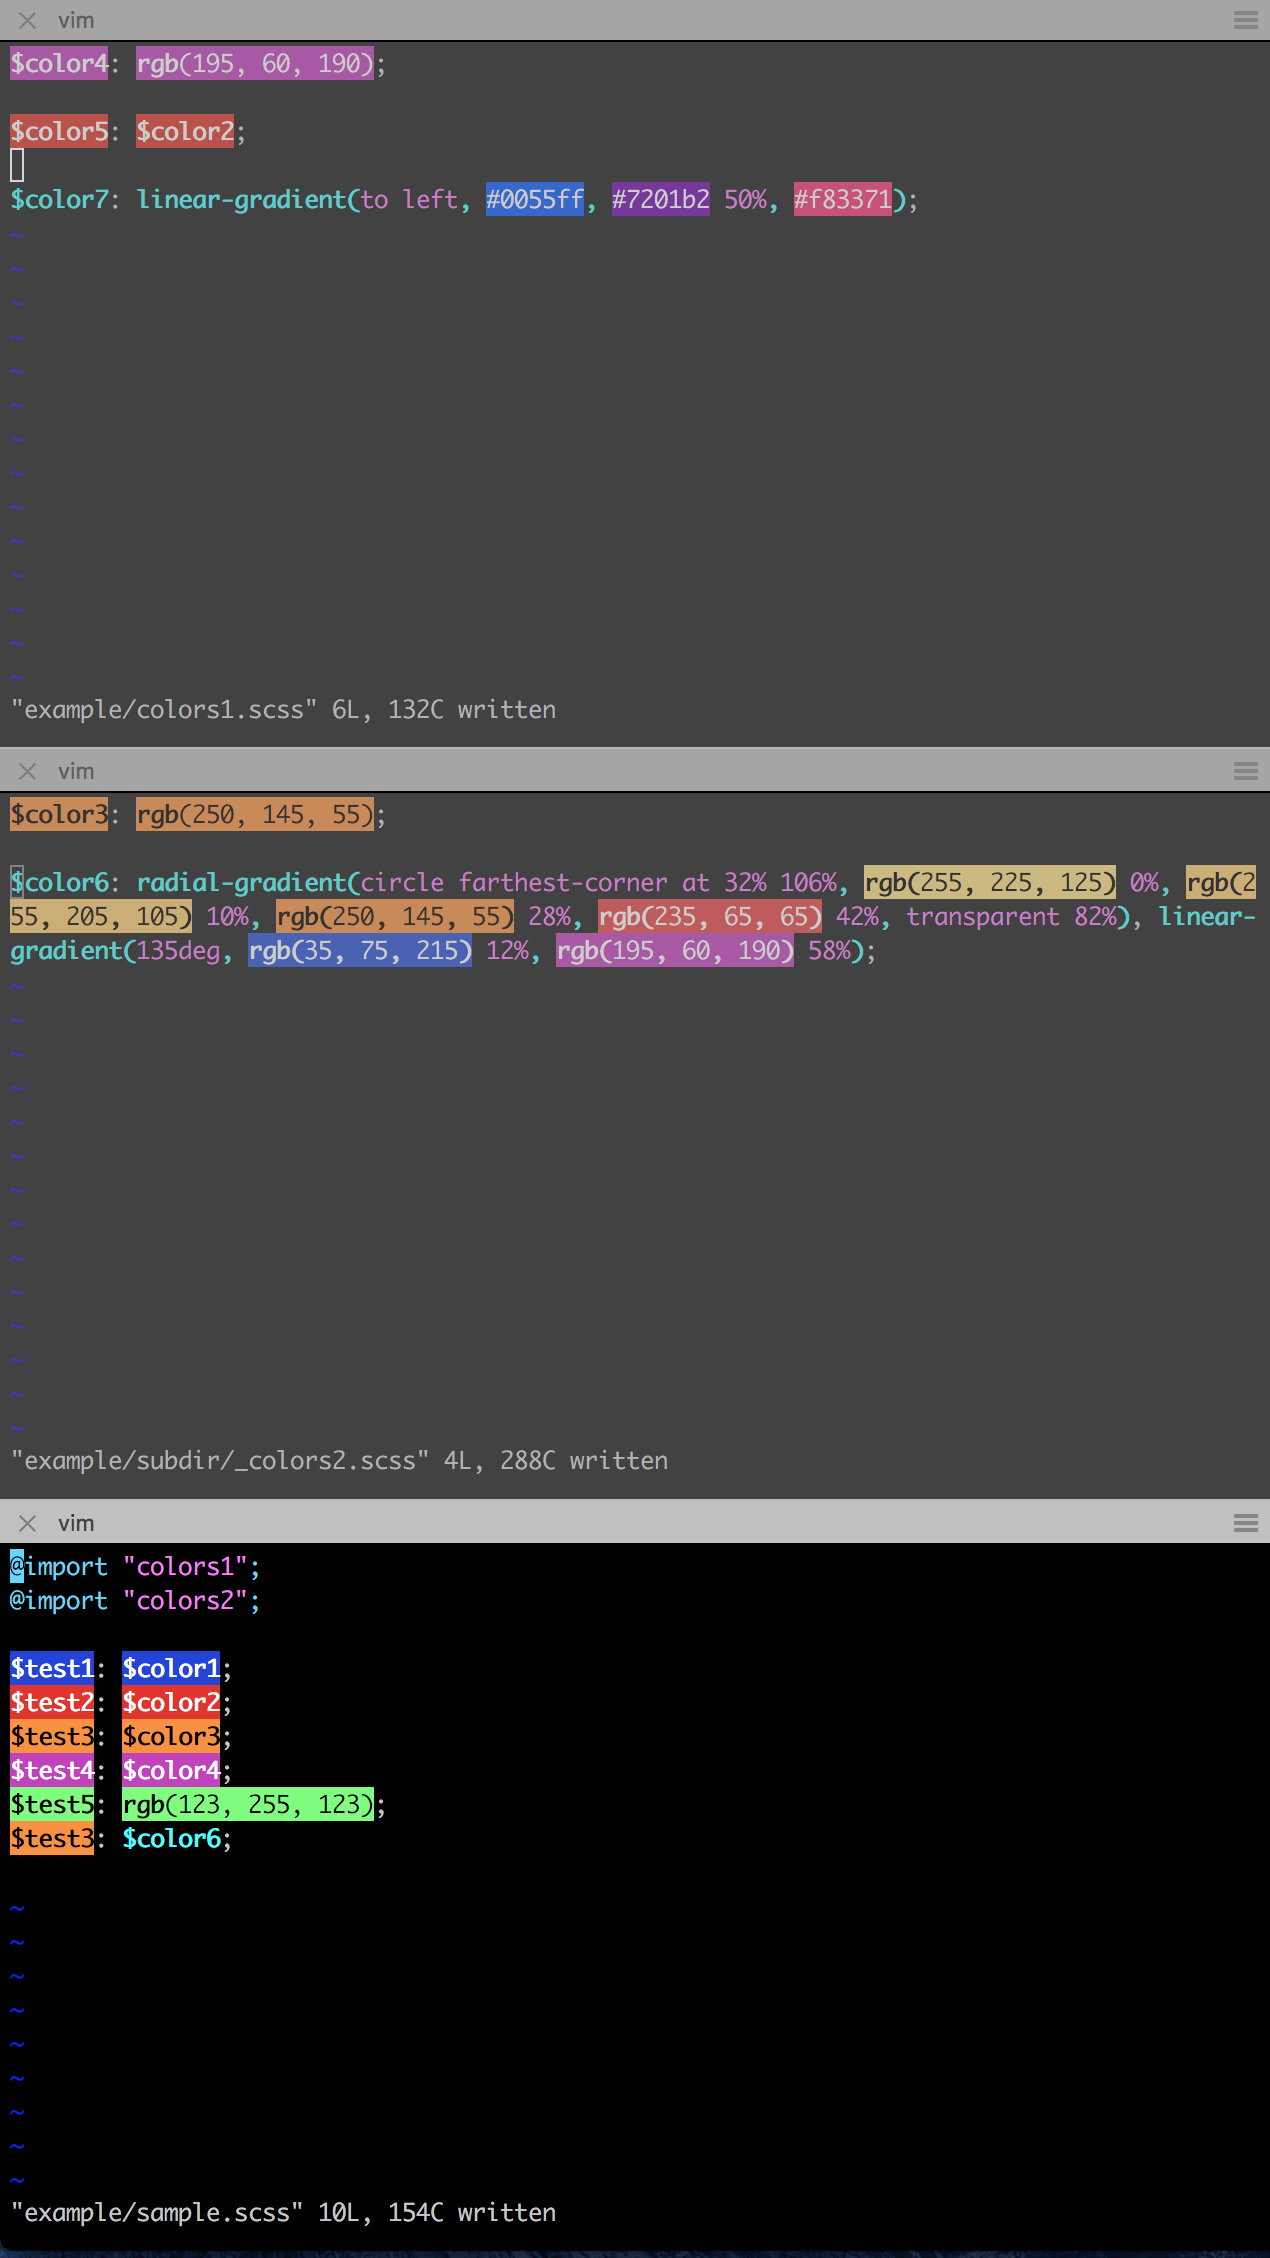 vim
$color4: rgb(195, 60, 190);
$color5: $color2;
$color7: linear-gradient(to left, #0055ff, #7201b2 50%, #f83371);
~
~
~
~
~
~
~
~
~
~
~
~
~
~
"example/colors1.scss" 6L, 132C written
vim
$color3: rgb(250, 145, 55);
$color6: radial-gradient(circle farthest-corner at 32% 106%, rgb(255, 225, 125) 0%, rgb(2
55, 205, 105) 10%, rgb(250, 145, 55) 28%, rgb(235, 65, 65) 42%, transparent 82%), linear-
gradient(135deg, rgb(35, 75, 215) 12%, rgb(195, 60, 190) 58%);
~
~
~
~
~
~
~
~
~
~
~
~
~
~
"example/subdir/_colors2.scss" 4L, 288C written
vim
@import "colors1";
@import "colors2";
$test1: $color1;
$test2: $color2;
$test3: $color3;
$test4: $color4;
$test5: rgb(123, 255, 123);
$test3: $color6;
~
~
~
~
~
~
~
~
~
"example/sample.scss" 10L, 154C written